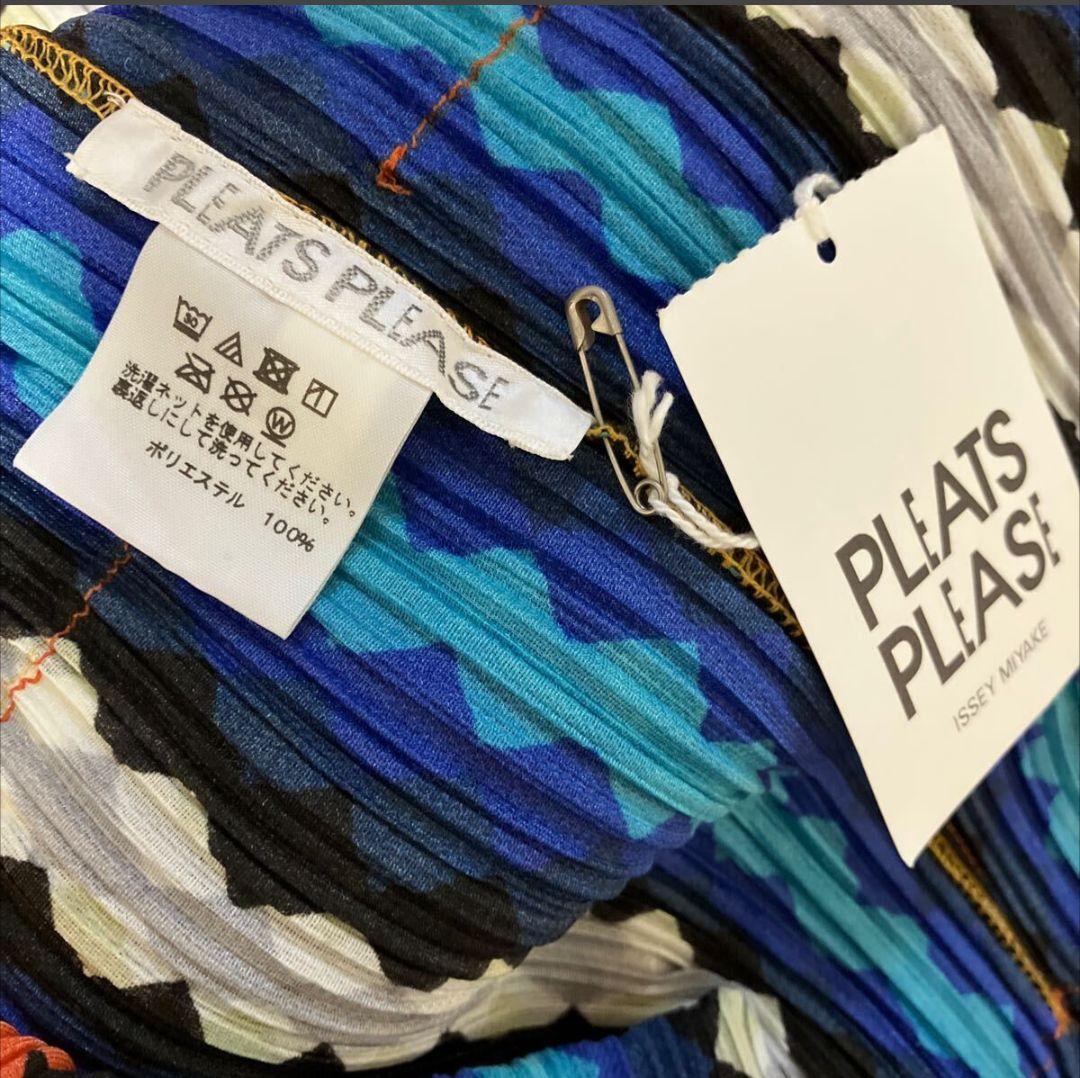 PLEATS PLEASE
30
W
洗濯ネットを使用してください。
裏返しにして洗ってください。
ポリエステル 100%
PLEATS
PLEASE
ISSEY MIYAKE